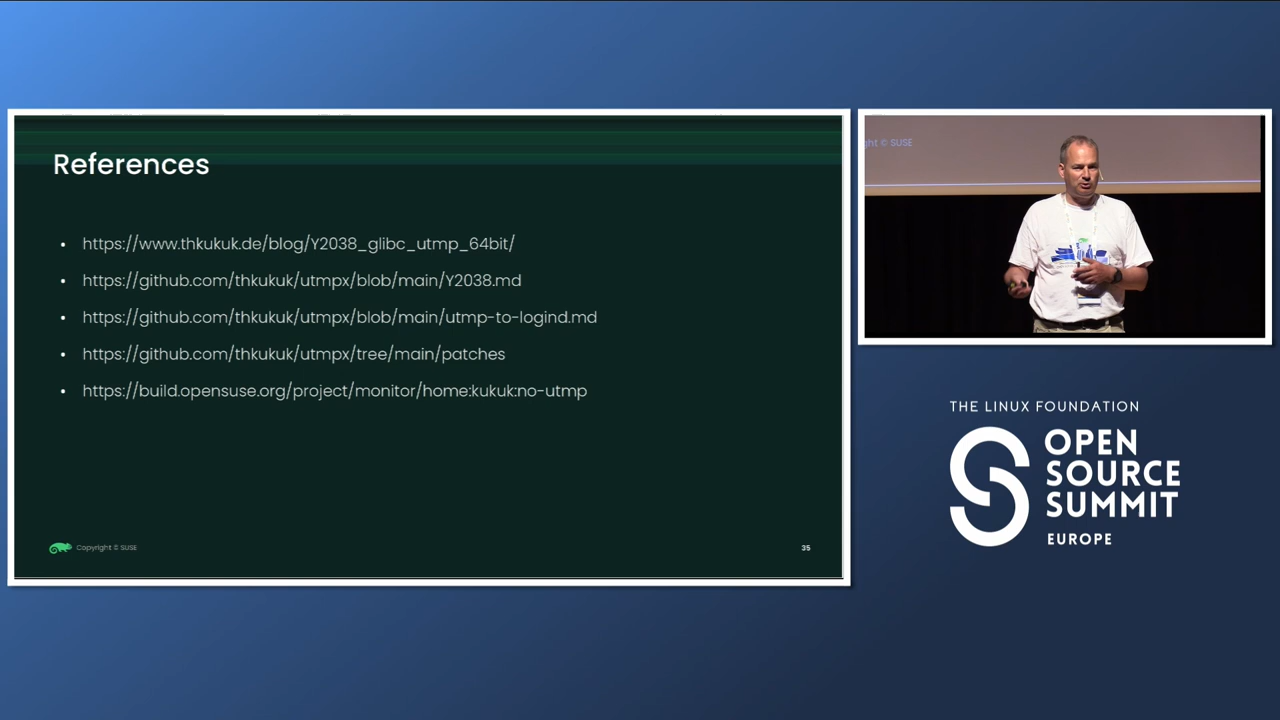 References
• https://www.thkukuk.de/blog/Y2038_glibc_utmp_64bit/
• https://github.com/thkukuk/utmpx/blob/main/Y2038.md
• https://github.com/thkukuk/utmpx/blob/main/utmp-to-logind.md
• https://github.com/thkukuk/utmpx/tree/main/patches
• https://build.opensuse.org/project/monitor/home:kukuk:no-utmp
Copyright © SUSE
35
ght © SUSE
THE LINUX FOUNDATION
OPEN
SOURCE
SUMMIT
EUROPE